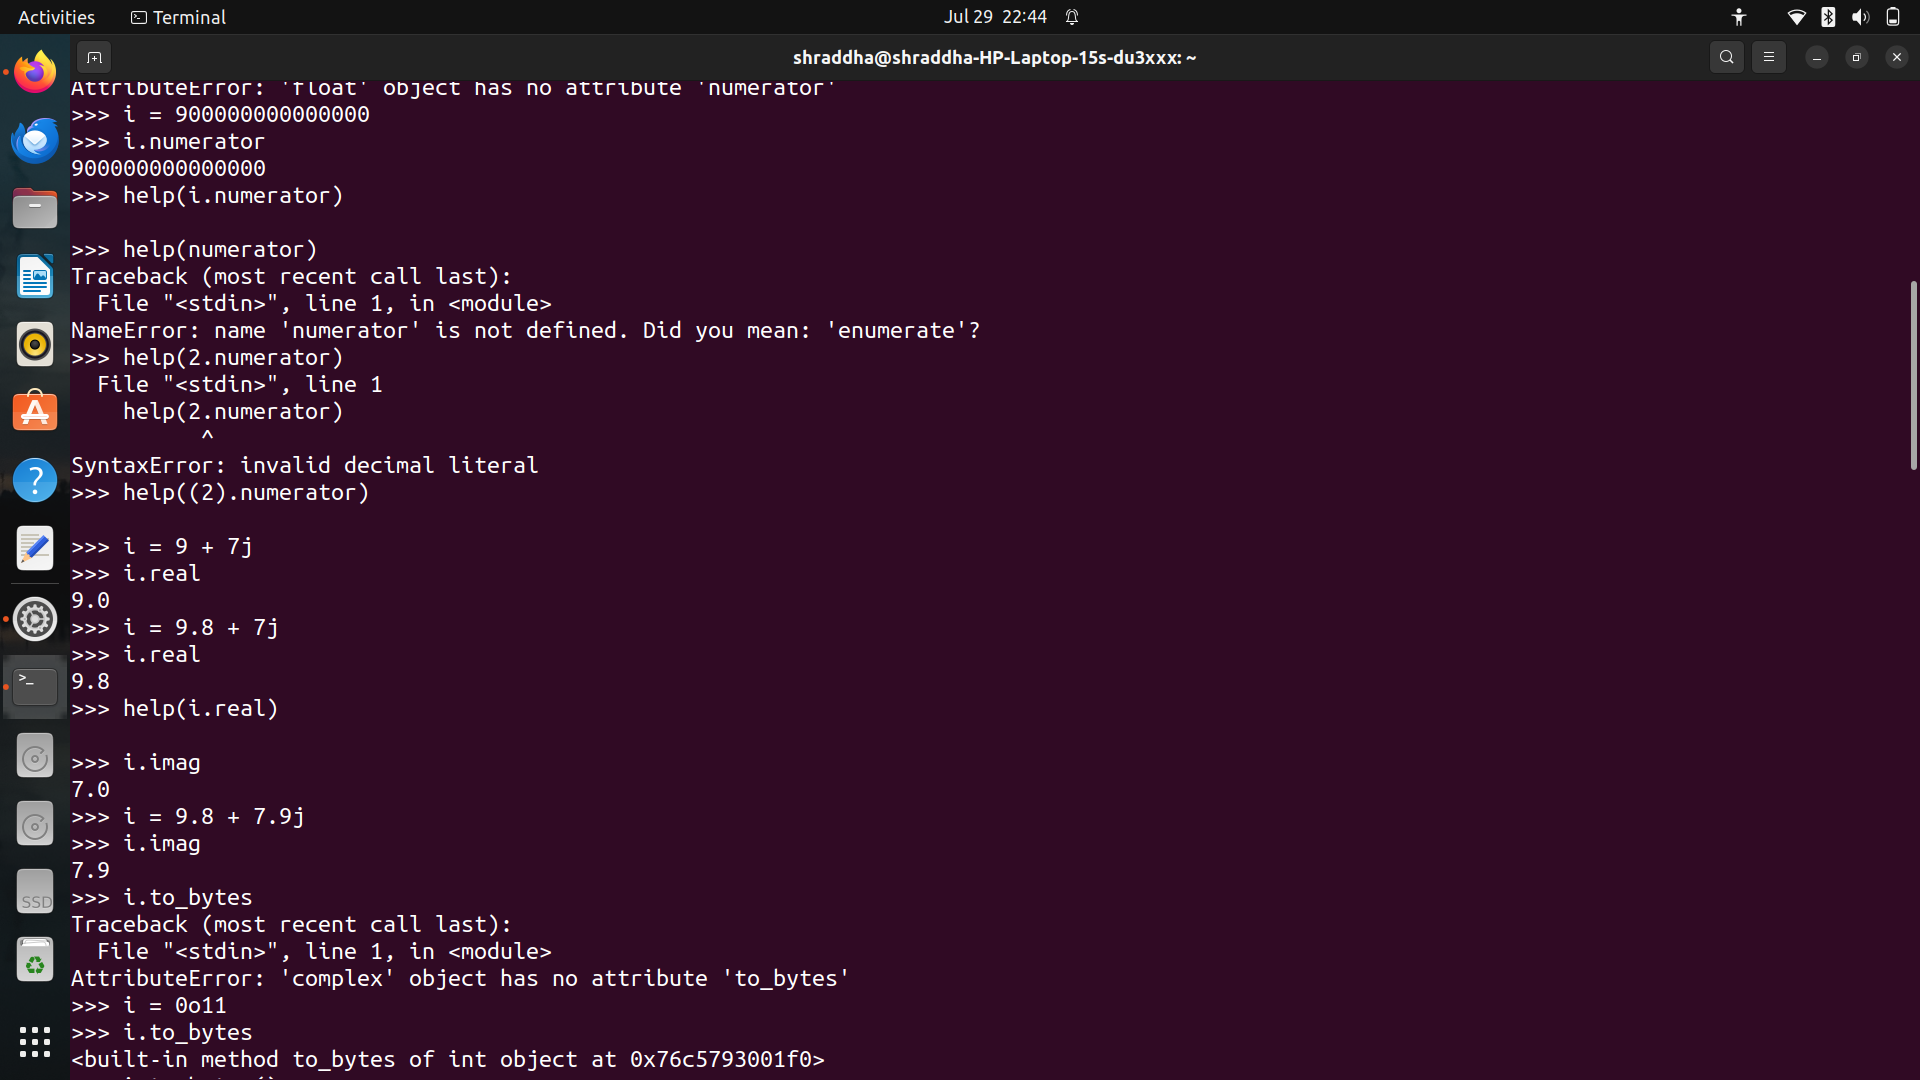 Activities
Terminal
Jul 29 22:44
shraddha@shraddha-HP-Laptop-15s-du3xxx: ~
AttributeError: 'float' object has no attribute 'numerator'
>>> i = 900000000000000
>>> i.numerator
900000000000000
>>> help(i.numerator)
>>> help(numerator)
Traceback (most recent call last):
  File "<stdin>", line 1, in <module>
NameError: name 'numerator' is not defined. Did you mean: 'enumerate'?
>>> help(2.numerator)
  File "<stdin>", line 1
    help(2.numerator)
          ^
SyntaxError: invalid decimal literal
>>> help((2).numerator)
>>> i = 9 + 7j
>>> i.real
9.0
>>> i = 9.8 + 7j
>>> i.real
9.8
>>> help(i.real)
>>> i.imag
7.0
>>> i = 9.8 + 7.9j
>>> i.imag
7.9
>>> i.to_bytes
Traceback (most recent call last):
  File "<stdin>", line 1, in <module>
AttributeError: 'complex' object has no attribute 'to_bytes'
>>> i = 0o11
>>> i.to_bytes
<built-in method to_bytes of int object at 0x76c5793001f0>
SSD